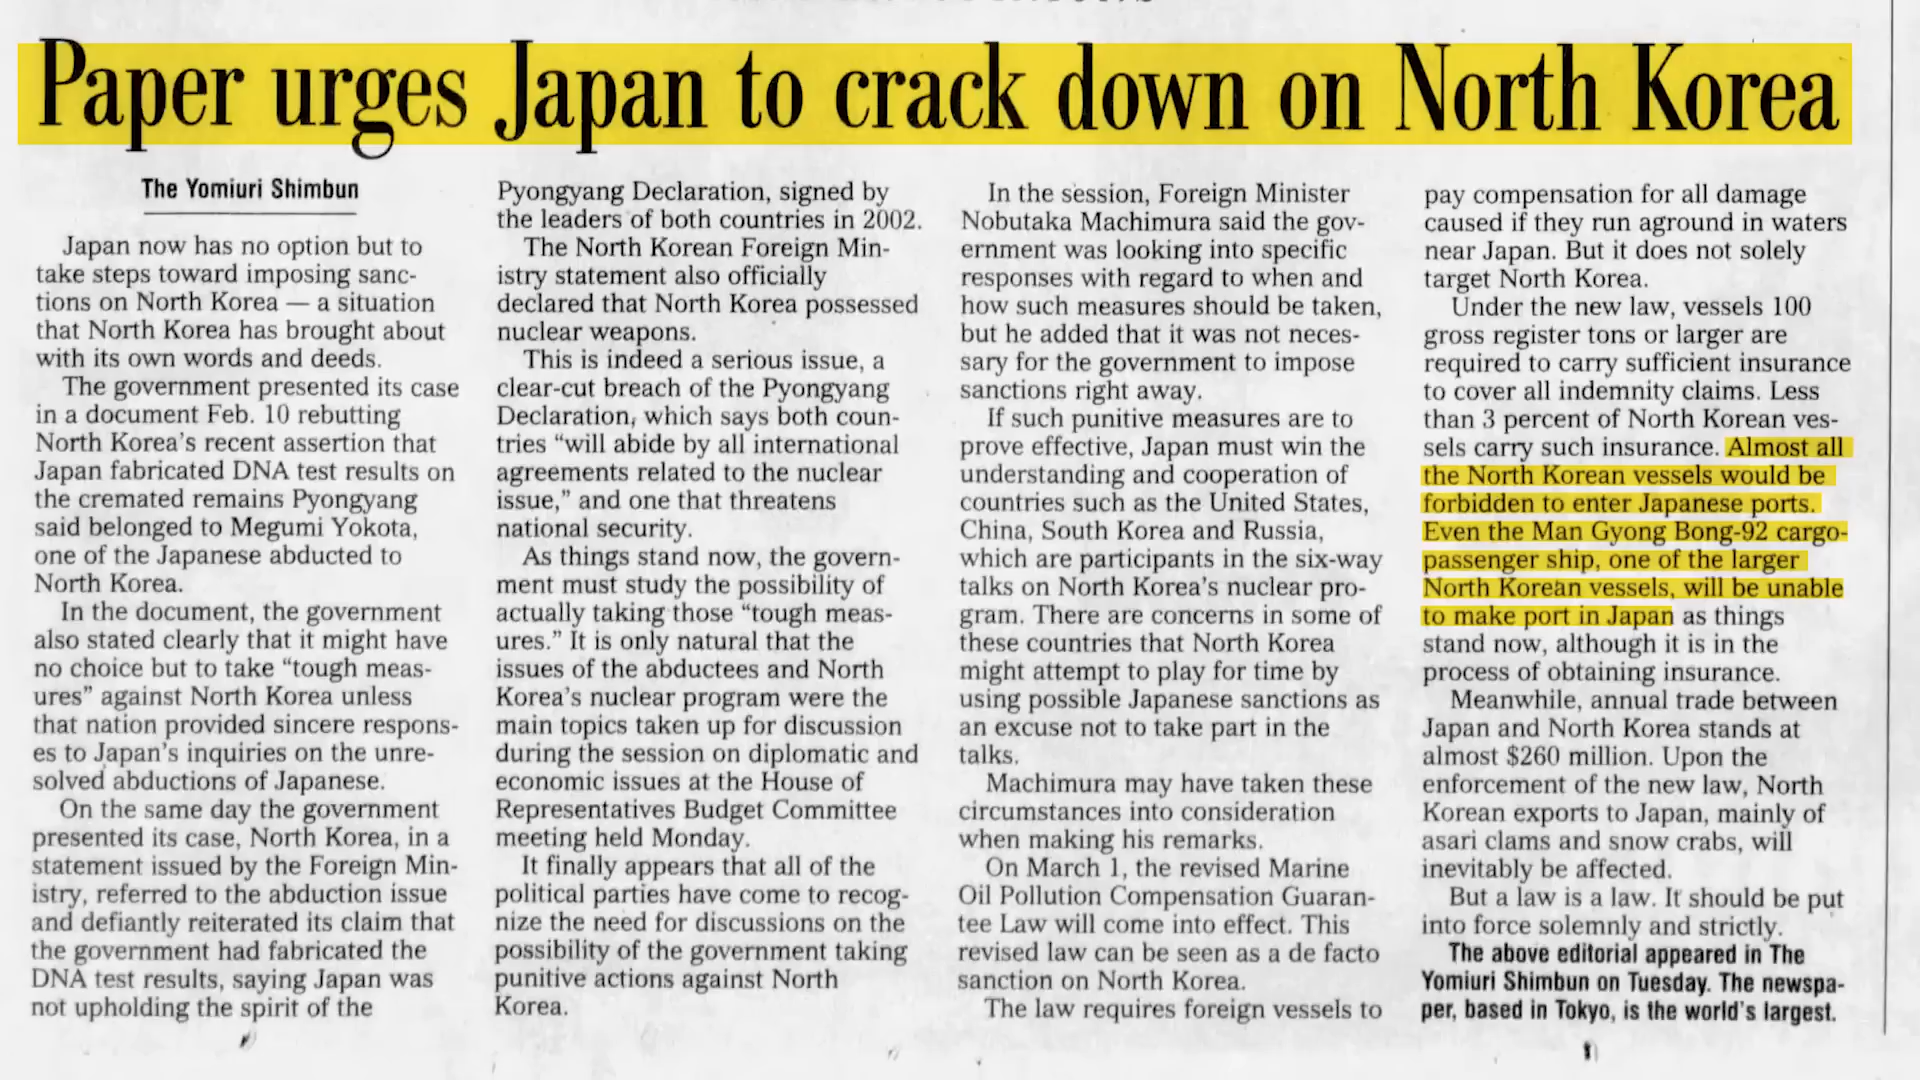 Paper urges Japan to crack down on North Korea
The Yomiuri Shimbun
Japan now has no option but to
take steps toward imposing sanc-
tions on North Korea — a situation
that North Korea has brought about
with its own words and deeds.
The government presented its case
in a document Feb. 10 rebutting
North Korea's recent assertion that
Japan fabricated DNA test results on
the cremated remains Pyongyang
said belonged to Megumi Yokota,
one of the Japanese abducted to
North Korea.
In the document, the government
also stated clearly that it might have
no choice but to take “tough meas-
ures” against North Korea unless
that nation provided sincere respons-
es to Japan's inquiries on the unre-
solved abductions of Japanese.
On the same day the government
presented its case, North Korea, in a
statement issued by the Foreign Min-
istry, referred to the abduction issue
and defiantly reiterated its claim that
the government had fabricated the
DNA test results, saying Japan was
not upholding the spirit of the
Pyongyang Declaration, signed by
the leaders of both countries in 2002.
The North Korean Foreign Min-
istry statement also officially
declared that North Korea possessed
nuclear weapons.
This is indeed a serious issue, a
clear-cut breach of the Pyongyang
Declaration, which says both coun-
tries “will abide by all international
agreements related to the nuclear
issue,” and one that threatens
national security.
As things stand now, the govern-
ment must study the possibility of
actually taking those “tough meas-
ures.” It is only natural that the
issues of the abductees and North
Korea's nuclear program were the
main topics taken up for discussion
during the session on diplomatic and
economic issues at the House of
Representatives Budget Committee
meeting held Monday.
It finally appears that all of the
political parties have come to recog-
nize the need for discussions on the
possibility of the government taking
punitive actions against North
Korea.
In the session, Foreign Minister
Nobutaka Machimura said the gov-
ernment was looking into specific
responses with regard to when and
how such measures should be taken,
but he added that it was not neces-
sary for the government to impose
sanctions right away.
If such punitive measures are to
prove effective, Japan must win the
understanding and cooperation of
countries such as the United States,
China, South Korea and Russia,
which are participants in the six-way
talks on North Korea's nuclear pro-
gram. There are concerns in some of
these countries that North Korea
might attempt to play for time by
using possible Japanese sanctions as
an excuse not to take part in the
talks.
Machimura may have taken these
circumstances into consideration
when making his remarks.
On March 1, the revised Marine
Oil Pollution Compensation Guaran-
tee Law will come into effect. This
revised law can be seen as a de facto
sanction on North Korea.
The law requires foreign vessels to
pay compensation for all damage
caused if they run aground in waters
near Japan. But it does not solely
target North Korea.
Under the new law, vessels 100
gross register tons or larger are
required to carry sufficient insurance
to cover all indemnity claims. Less
than 3 percent of North Korean ves-
sels carry such insurance. Almost all
the North Korean vessels would be
forbidden to enter Japanese ports.
Even the Man Gyong Bong-92 cargo-
passenger ship, one of the larger
North Korean vessels, will be unable
to make port in Japan as things
stand now, although it is in the
process of obtaining insurance.
Meanwhile, annual trade between
Japan and North Korea stands at
almost $260 million. Upon the
enforcement of the new law, North
Korean exports to Japan, mainly of
asari clams and snow crabs, will
inevitably be affected.
But a law is a law. It should be put
into force solemnly and strictly.
The above editorial appeared in The
Yomiuri Shimbun on Tuesday. The newspa-
per, based in Tokyo, is the world's largest.